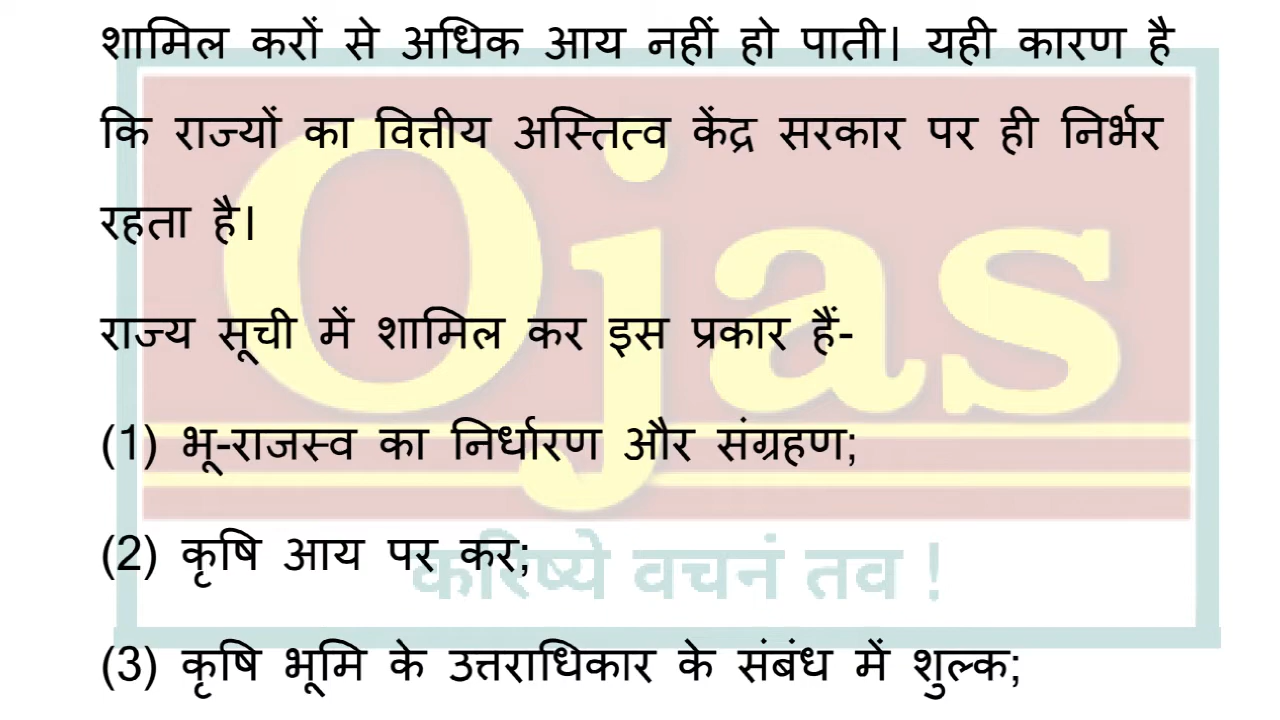 शामिल करों से अधिक आय नहीं हो पाती। यही कारण है
कि राज्यों का वित्तीय अस्तित्व केंद्र सरकार पर ही निर्भर
रहता है।
राज्य सूची में शामिल कर इस प्रकार हैं-
(1) भू-राजस्व का निर्धारण और संग्रहण;
(2) कृषि आय पर कर;
(3) कृषि भूमि के उत्तराधिकार के संबंध में शुल्क;
Ojas
करिष्ये वचनं तव !